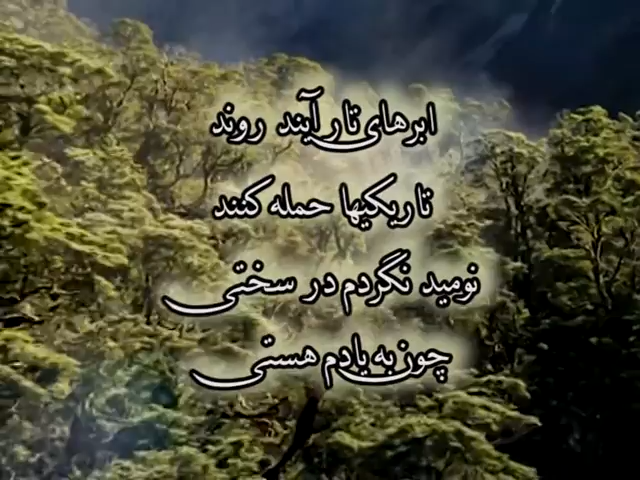 ابرهای تار آیند روند
تاریکیها حمله کنند
نومید نگردم در سختی
چون به یادم هستی